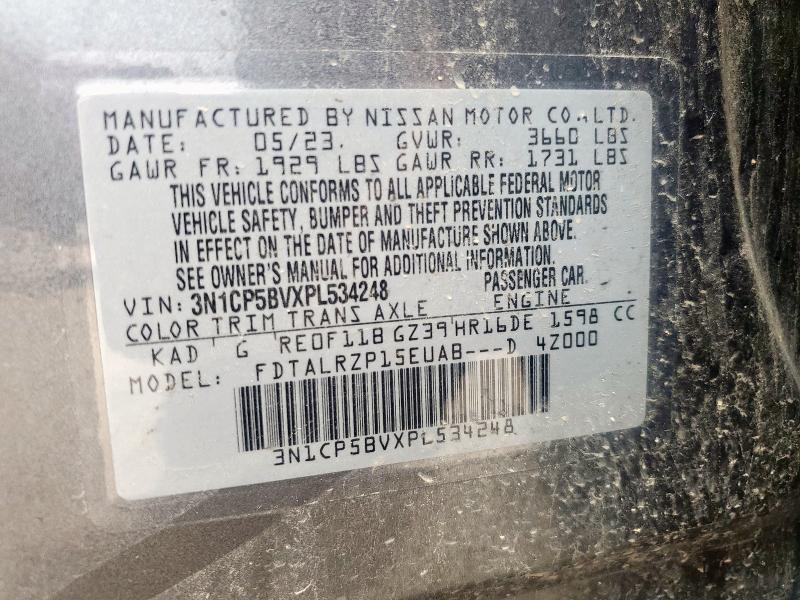 MANUFACTURED BY NISSAN MOTOR CO.LTD.
DATE: 05/23. GVWR: 3660 LBS
GAWR FR: 1929 LBS GAWR RR: 1731 LBS
THIS VEHICLE CONFORMS TO ALL APPLICABLE FEDERAL MOTOR
VEHICLE SAFETY, BUMPER AND THEFT PREVENTION STANDARDS
IN EFFECT ON THE DATE OF MANUFACTURE SHOWN ABOVE.
SEE OWNER'S MANUAL FOR ADDITIONAL INFORMATION.
VIN: 3N1CP5BVXPL534248 PASSENGER CAR.
COLOR TRIM TRANS AXLE ENGINE
KAD G RE0F11B GZ39 HR16DE 1598 CC
MODEL: FDTALRZP15EUAB---D 4Z000
3N1CP5BVXPL534248